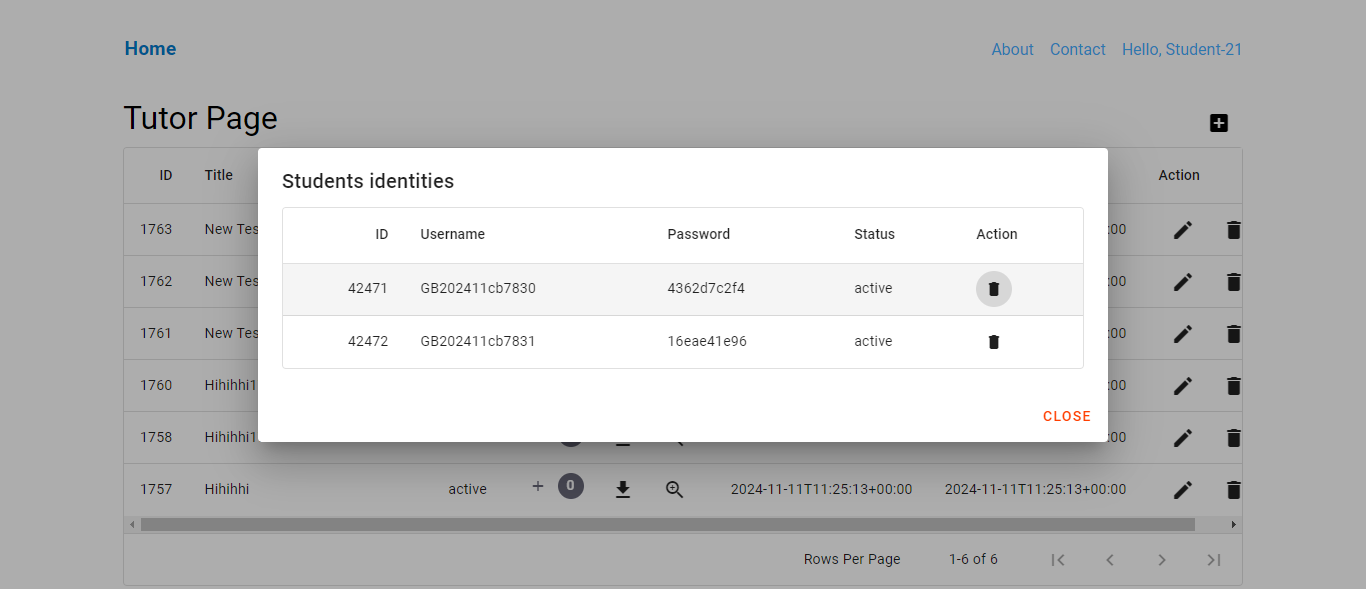 Home About Contact Hello, Student-21
Tutor Page
ID Title Action
Students identities
ID Username Password Status Action
42471 GB202411cb7830 4362d7c2f4 active
42472 GB202411cb7831 16eae41e96 active
CLOSE
1763 New Tes :00
1762 New Tes :00
1761 New Tes :00
1760 Hihihhi1 :00
1758 Hihihhi1 :00
1757 Hihihhi active + 0 2024-11-11T11:25:13+00:00 2024-11-11T11:25:13+00:00
Rows Per Page 1-6 of 6